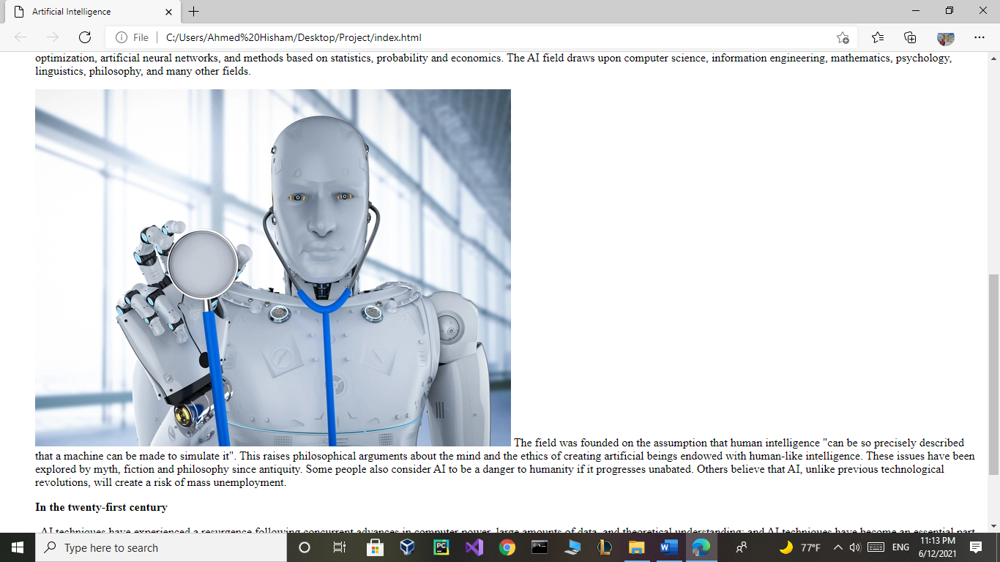 Artificial Intelligence
File
C:/Users/Ahmed%20Hisham/Desktop/Project/index.html
optimization, artificial neural networks, and methods based on statistics, probability and economics. The AI field draws upon computer science, information engineering, mathematics, psychology,
linguistics, philosophy, and many other fields.
The field was founded on the assumption that human intelligence "can be so precisely described
that a machine can be made to simulate it". This raises philosophical arguments about the mind and the ethics of creating artificial beings endowed with human-like intelligence. These issues have been
explored by myth, fiction and philosophy since antiquity. Some people also consider AI to be a danger to humanity if it progresses unabated. Others believe that AI, unlike previous technological
revolutions, will create a risk of mass unemployment.
In the twenty-first century
, AI techniques have experienced a resurgence following concurrent advances in computer power, large amounts of data, and theoretical understanding; and AI techniques have become an essential part
Type here to search
PC
W
77°F
ENG
11:13 PM
6/12/2021